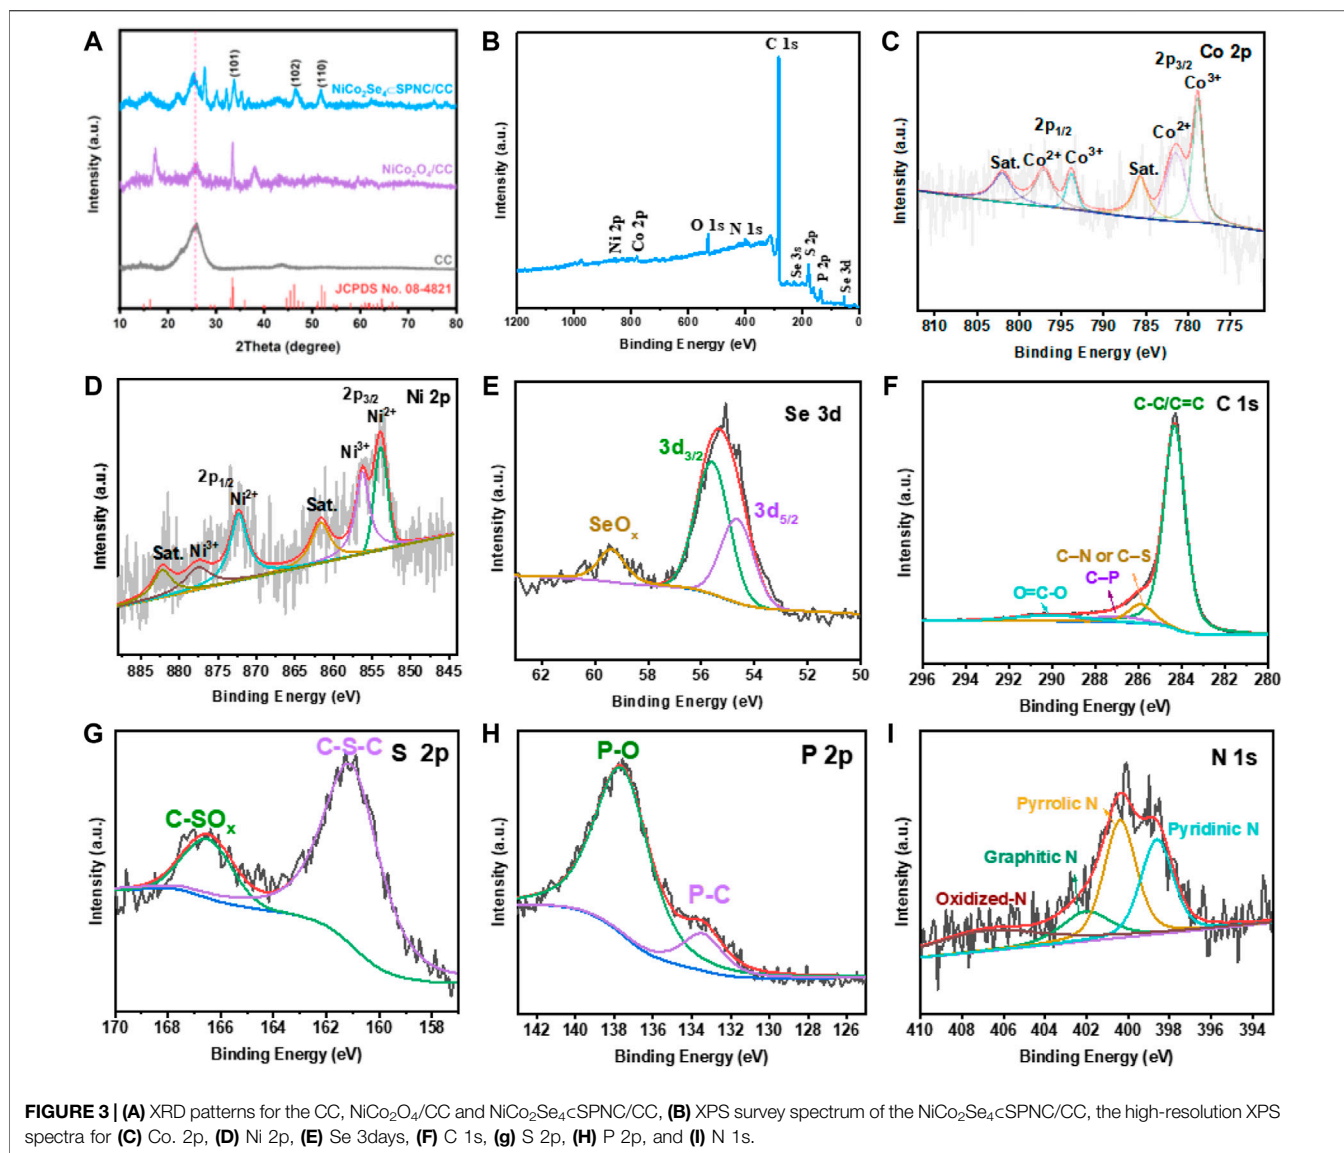 A
(101)
(102)
(110)
NiCo₂Se₄⊂SPNC/CC
NiCo₂O₄/CC
CC
JCPDS No. 08-4821
Intensity (a.u.)
10 20 30 40 50 60 70 80
2Theta (degree)
B
C 1s
Ni 2p
Co 2p
O 1s
N 1s
Se 3s
S 2p
P 2p
Se 3d
Intensity (a.u.)
1200 1000 800 600 400 200 0
Binding Energy (eV)
C
Co 2p
2p3/2
Co³⁺
Co²⁺
2p1/2
Sat.
Co²⁺
Co³⁺
Sat.
Intensity (a.u.)
810 805 800 795 790 785 780 775
Binding Energy (eV)
D
Ni 2p
2p3/2
Ni²⁺
Ni³⁺
2p1/2
Ni²⁺
Sat.
Sat.
Ni³⁺
Intensity (a.u.)
885 880 875 870 865 860 855 850 845
Binding Energy (eV)
E
Se 3d
3d3/2
3d5/2
SeOₓ
Intensity (a.u.)
62 60 58 56 54 52 50
Binding Energy (eV)
F
C-C/C=C
C 1s
C–N or C–S
C–P
O=C-O
Intensity (a.u.)
296 294 292 290 288 286 284 282 280
Binding Energy (eV)
G
C-S-C
S 2p
C-SOₓ
Intensity (a.u.)
170 168 166 164 162 160 158
Binding Energy (eV)
H
P-O
P 2p
P-C
Intensity (a.u.)
142 140 138 136 134 132 130 128 126
Binding Energy (eV)
I
N 1s
Pyrrolic N
Pyridinic N
Graphitic N
Oxidized-N
Intensity (a.u.)
410 408 406 404 402 400 398 396 394
Binding Energy (eV)
FIGURE 3 | (A) XRD patterns for the CC, NiCo₂O₄/CC and NiCo₂Se₄⊂SPNC/CC, (B) XPS survey spectrum of the NiCo₂Se₄⊂SPNC/CC, the high-resolution XPS
spectra for (C) Co. 2p, (D) Ni 2p, (E) Se 3days, (F) C 1s, (g) S 2p, (H) P 2p, and (I) N 1s.